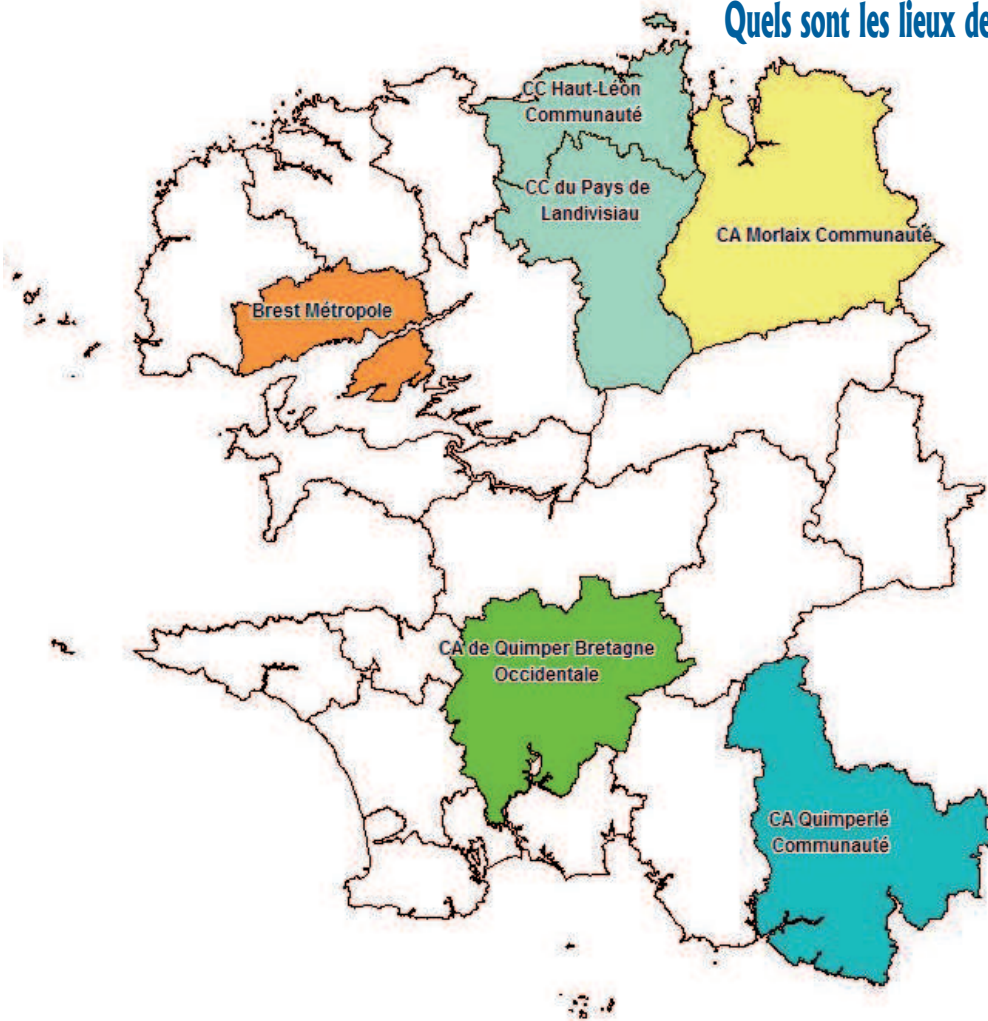 Quels sont les lieux de
CC Haut-Léon
Communauté
CC du Pays de
Landivisiau
CA Morlaix Communauté
Brest Métropole
CA de Quimper Bretagne
Occidentale
CA Quimperlé
Communauté